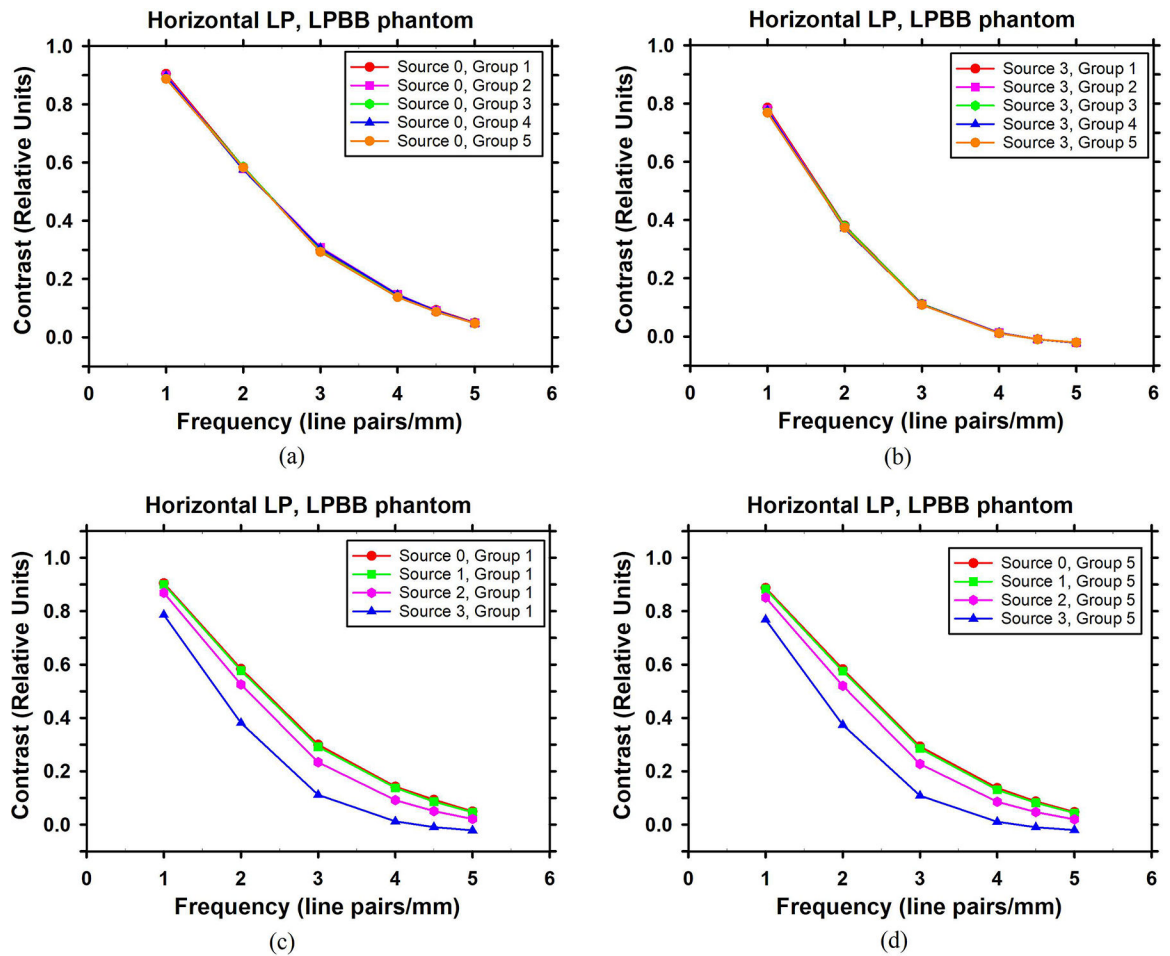 Horizontal LP, LPBB phantom
Contrast (Relative Units)
1.0
0.8
0.6
0.4
0.2
0.0
Source 0, Group 1
Source 0, Group 2
Source 0, Group 3
Source 0, Group 4
Source 0, Group 5
0 1 2 3 4 5 6
Frequency (line pairs/mm)
(a)
Horizontal LP, LPBB phantom
Contrast (Relative Units)
1.0
0.8
0.6
0.4
0.2
0.0
Source 3, Group 1
Source 3, Group 2
Source 3, Group 3
Source 3, Group 4
Source 3, Group 5
0 1 2 3 4 5 6
Frequency (line pairs/mm)
(b)
Horizontal LP, LPBB phantom
Contrast (Relative Units)
1.0
0.8
0.6
0.4
0.2
0.0
Source 0, Group 1
Source 1, Group 1
Source 2, Group 1
Source 3, Group 1
0 1 2 3 4 5 6
Frequency (line pairs/mm)
(c)
Horizontal LP, LPBB phantom
Contrast (Relative Units)
1.0
0.8
0.6
0.4
0.2
0.0
Source 0, Group 5
Source 1, Group 5
Source 2, Group 5
Source 3, Group 5
0 1 2 3 4 5 6
Frequency (line pairs/mm)
(d)